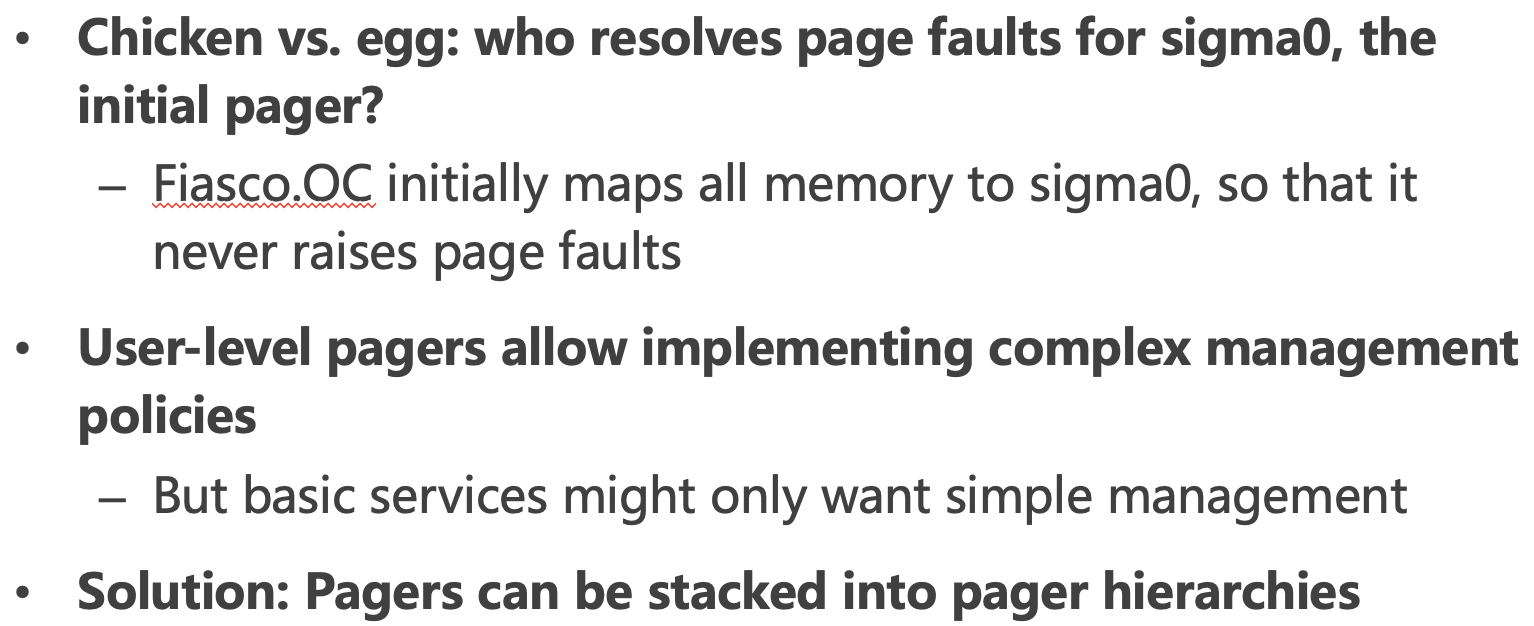 • Chicken vs. egg: who resolves page faults for sigma0, the
initial pager?
– Fiasco.OC initially maps all memory to sigma0, so that it
never raises page faults
• User-level pagers allow implementing complex management
policies
– But basic services might only want simple management
• Solution: Pagers can be stacked into pager hierarchies